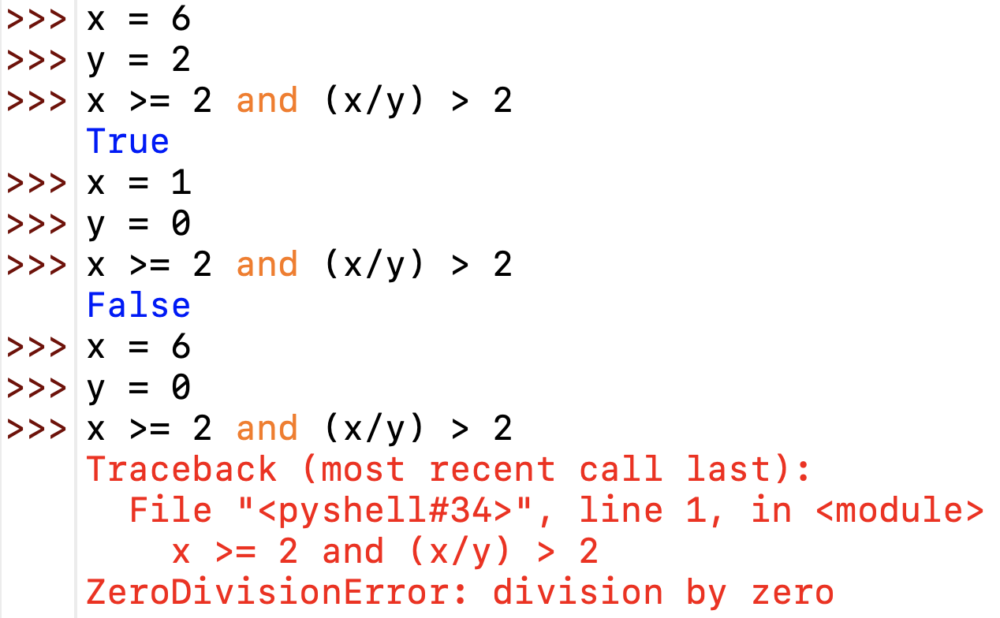 >>> x = 6
>>> y = 2
>>> x >= 2 and (x/y) > 2
    True
>>> x = 1
>>> y = 0
>>> x >= 2 and (x/y) > 2
    False
>>> x = 6
>>> y = 0
>>> x >= 2 and (x/y) > 2
    Traceback (most recent call last):
      File "<pyshell#34>", line 1, in <module>
        x >= 2 and (x/y) > 2
    ZeroDivisionError: division by zero